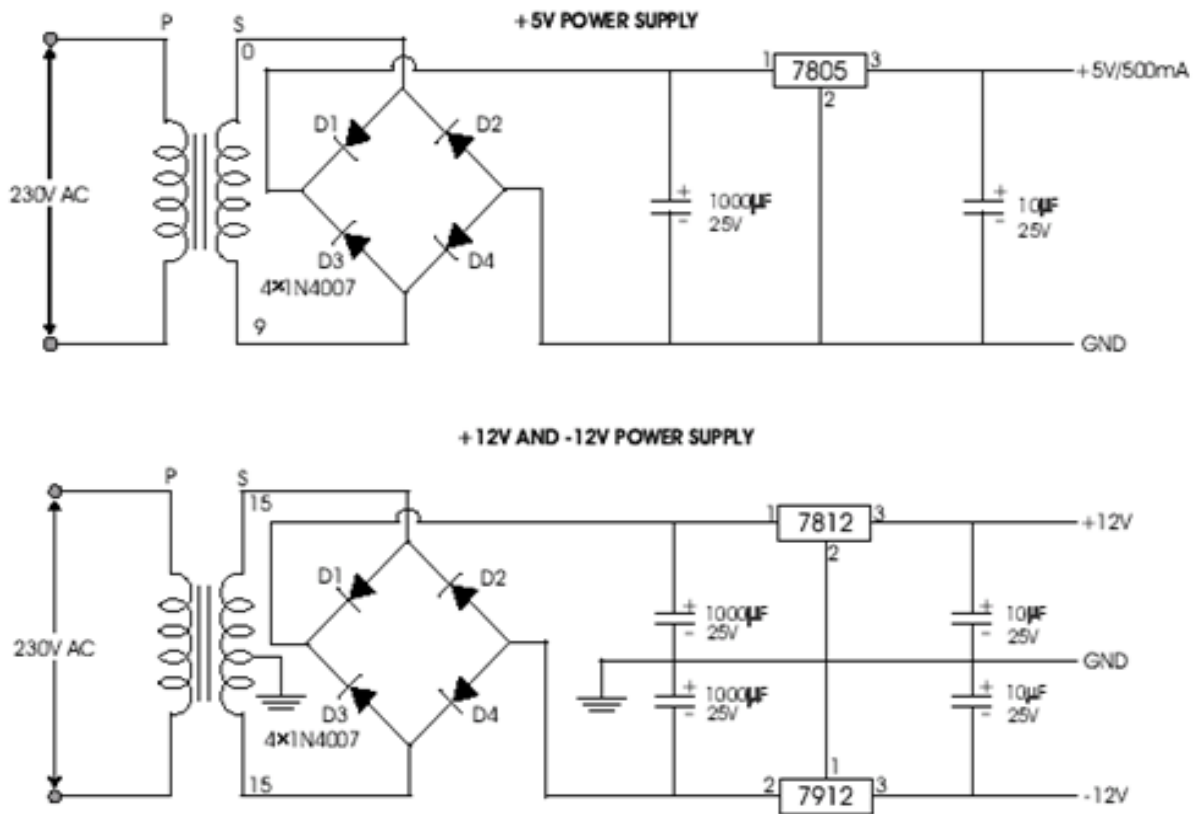 +5V POWER SUPPLY
P S
0
1 7805 3
2
+5V/500mA
D1 D2
230V AC
+
1000µF
-
25V
+
10µF
-
25V
D3 D4
4×1N4007
9
GND
+12V AND -12V POWER SUPPLY
P S
15
1 7812 3
2
+12V
D1 D2
+
1000µF
-
25V
+
10µF
-
25V
230V AC
GND
+
1000µF
-
25V
+
10µF
-
25V
D3 D4
4×1N4007
15
1
2 7912 3
-12V